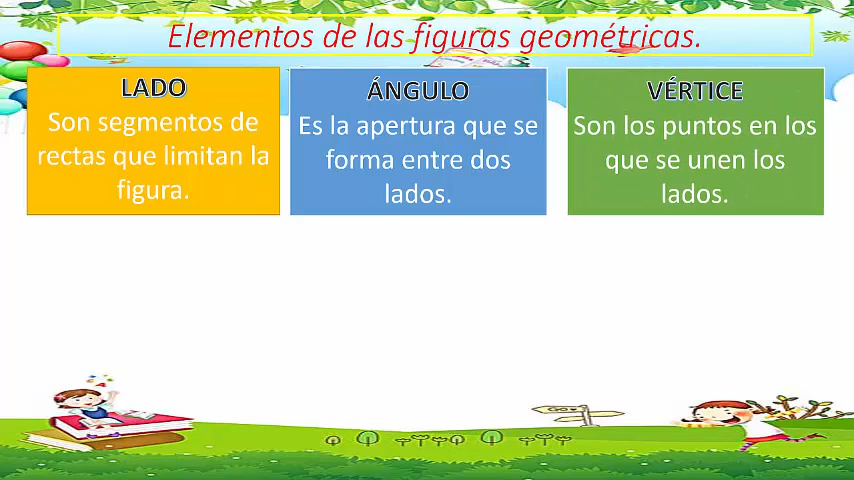 Elementos de las figuras geométricas.
LADO
Son segmentos de
rectas que limitan la
figura.
ÁNGULO
Es la apertura que se
forma entre dos
lados.
VÉRTICE
Son los puntos en los
que se unen los
lados.